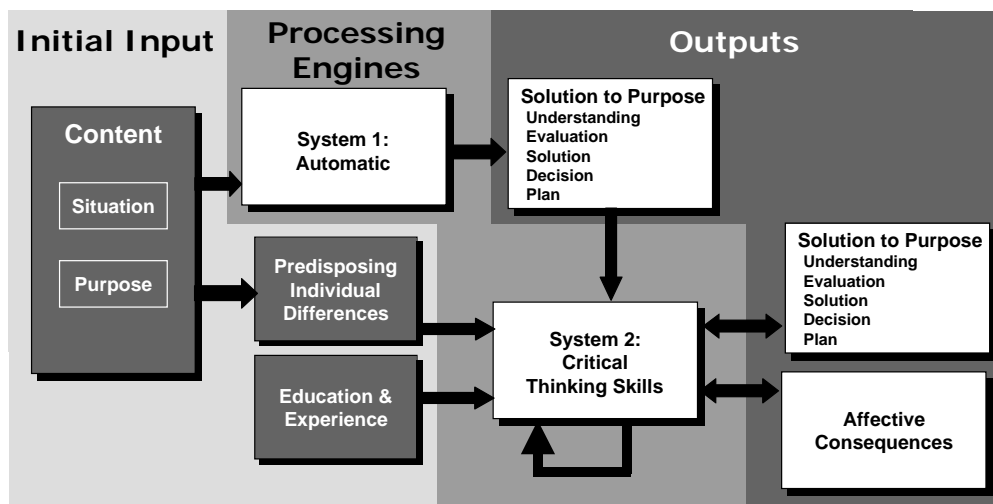 Initial Input
Processing
Engines
Outputs
Content
Situation
Purpose
System 1:
Automatic
Solution to Purpose
Understanding
Evaluation
Solution
Decision
Plan
Predisposing
Individual
Differences
Education &
Experience
System 2:
Critical
Thinking Skills
Solution to Purpose
Understanding
Evaluation
Solution
Decision
Plan
Affective
Consequences